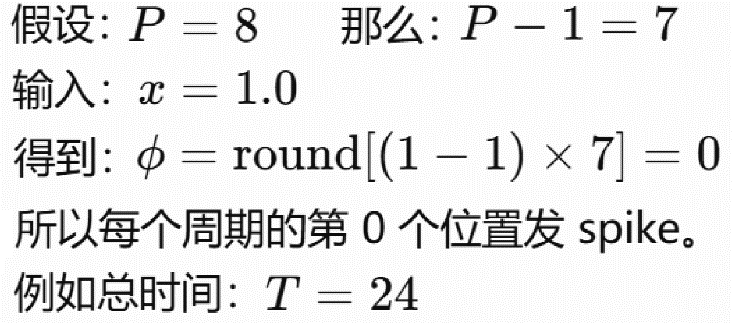 假设：P = 8 那么：P − 1 = 7
输入：x = 1.0
得到：ϕ = round[(1 − 1) × 7] = 0
所以每个周期的第 0 个位置发 spike。
例如总时间：T = 24